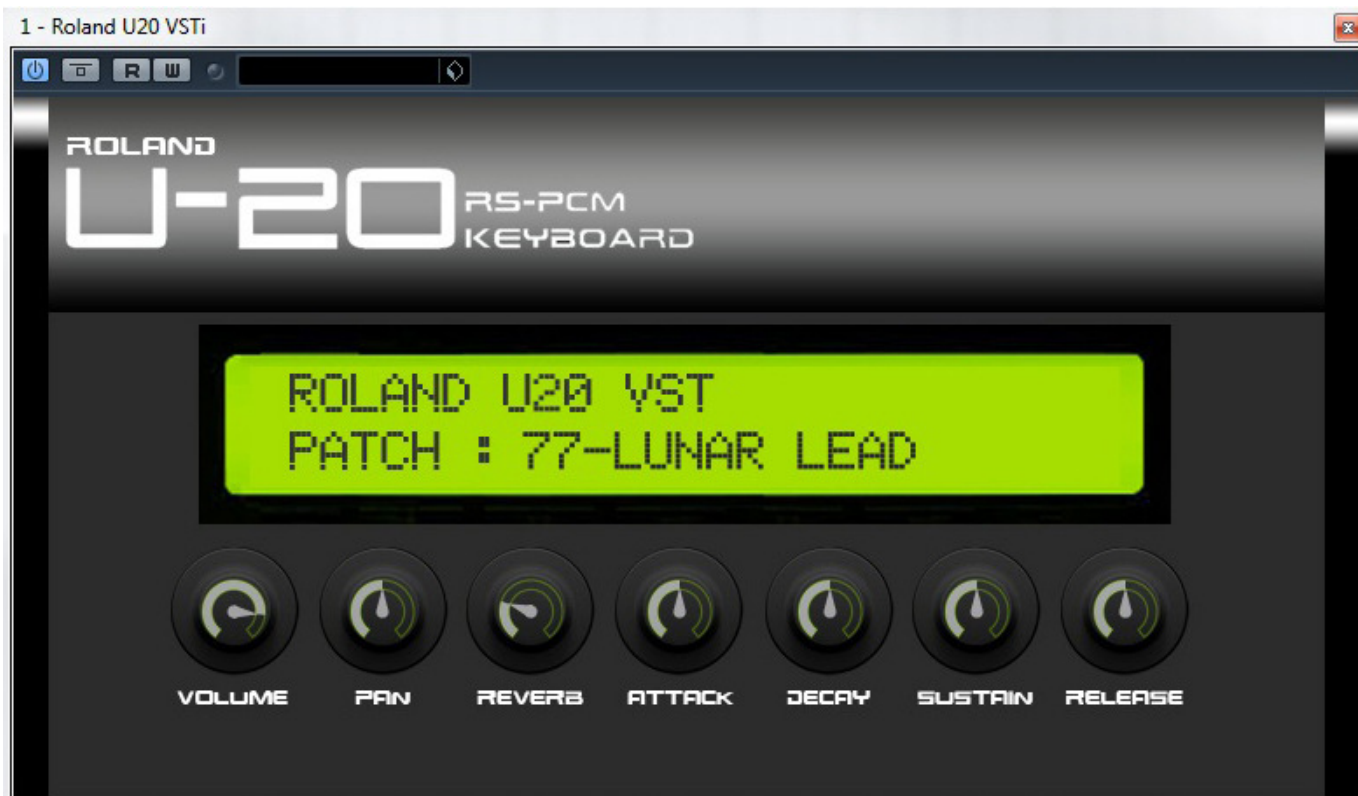 1 - Roland U20 VSTi
R W
ROLAND
U-20
RS-PCM
KEYBOARD
ROLAND U20 VST
PATCH : 77-LUNAR LEAD
VOLUME PAN REVERB ATTACK DECAY SUSTAIN RELEASE